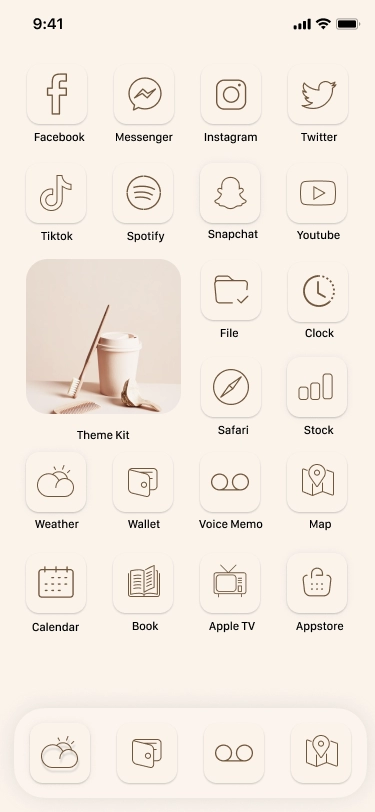 9:41
Facebook
Messenger
Instagram
Twitter
Tiktok
Spotify
Snapchat
Youtube
File
Clock
Theme Kit
Safari
Stock
Weather
Wallet
Voice Memo
Map
Calendar
Book
Apple TV
Appstore